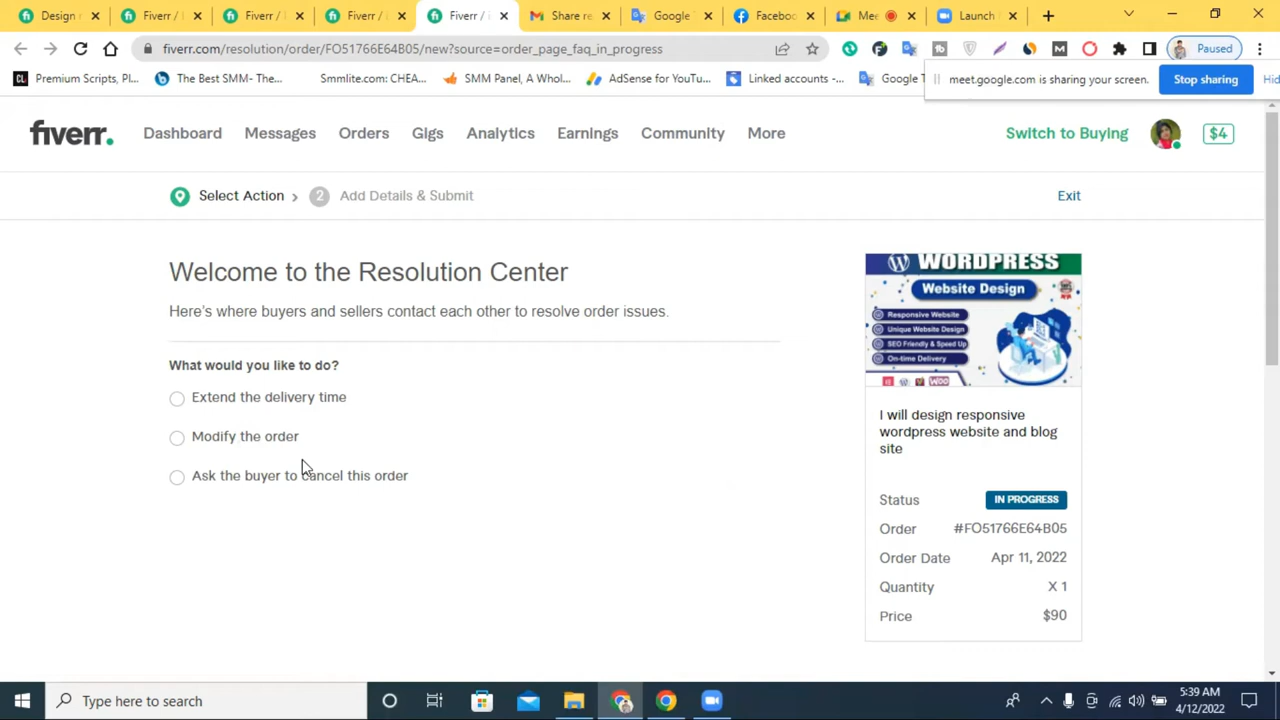 Design r
Fiverr /
Fiverr /
Fiverr /
Fiverr /
Share re
Google
Faceboo
Mee
Launch
fiverr.com/resolution/order/FO51766E64B05/new?source=order_page_faq_in_progress
Paused
Premium Scripts, Pl...
The Best SMM- The...
Smmlite.com: CHEA...
SMM Panel, A Whol...
AdSense for YouTu...
Linked accounts -...
Google T
meet.google.com is sharing your screen.
Stop sharing
Hid
fiverr.
Dashboard
Messages
Orders
Gigs
Analytics
Earnings
Community
More
Switch to Buying
$4
Select Action
2
Add Details & Submit
Exit
Welcome to the Resolution Center
Here's where buyers and sellers contact each other to resolve order issues.
What would you like to do?
Extend the delivery time
Modify the order
Ask the buyer to cancel this order
WORDPRESS
Website Design
Responsive Website
Unique Website Design
SEO Friendly & Speed Up
On-time Delivery
WOO
I will design responsive
wordpress website and blog
site
Status IN PROGRESS
Order #FO51766E64B05
Order Date Apr 11, 2022
Quantity X 1
Price $90
Type here to search
5:39 AM
4/12/2022